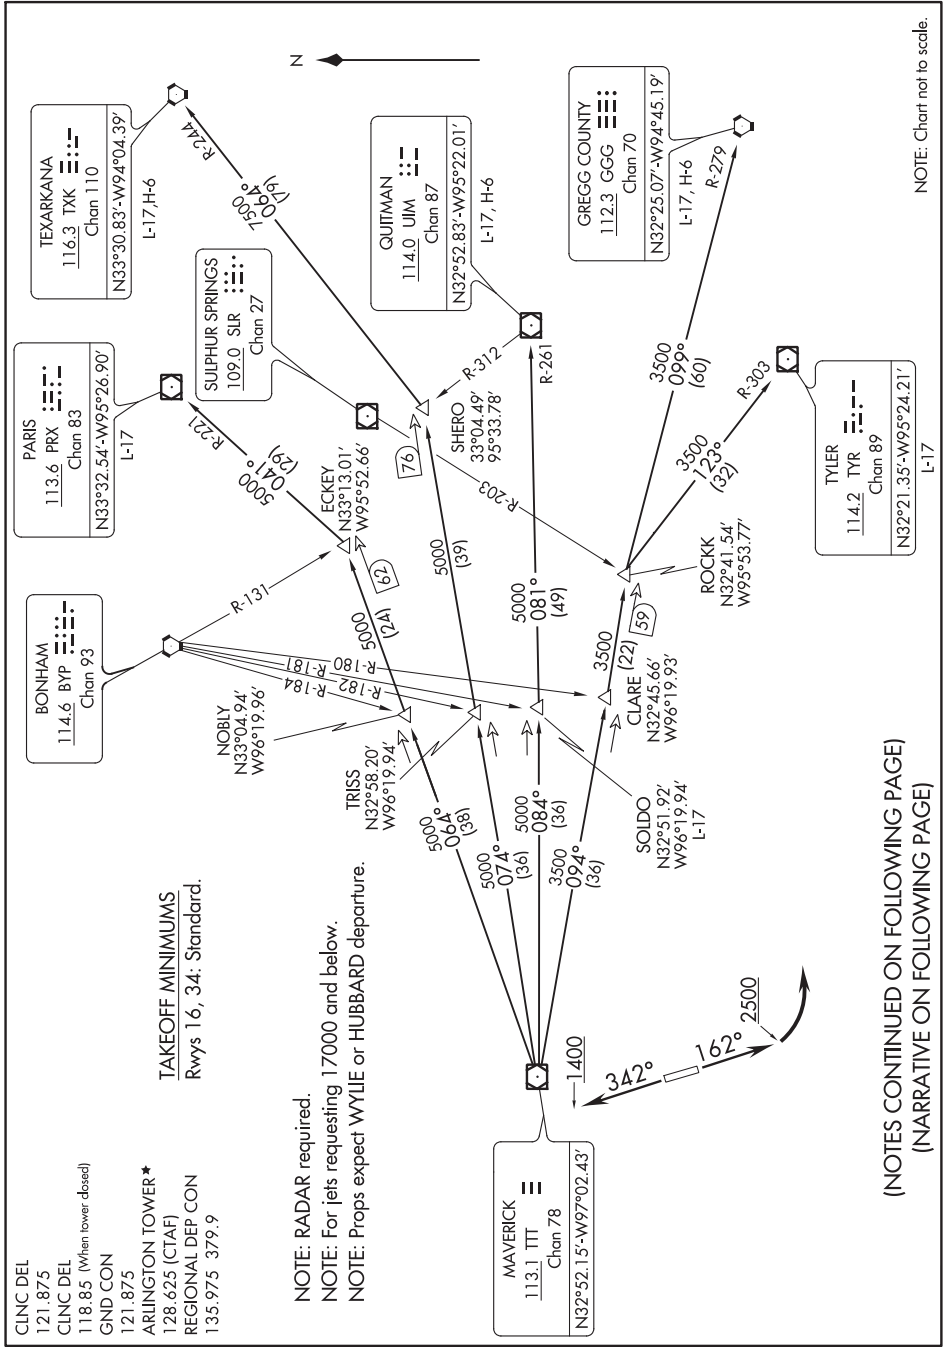 CLNC DEL
121.875
CLNC DEL
118.85 (When tower closed)
GND CON
121.875
ARLINGTON TOWER★
128.625 (CTAF)
REGIONAL DEP CON
135.975 379.9
TAKEOFF MINIMUMS
Rwys 16, 34: Standard.
NOTE: RADAR required.
NOTE: For jets requesting 17000 and below.
NOTE: Props expect WYLIE or HUBBARD departure.
BONHAM
114.6 BYP
Chan 93
PARIS
113.6 PRX
Chan 83
N33°32.54'-W95°26.90'
L-17
TEXARKANA
116.3 TXK
Chan 110
N33°30.83'-W94°04.39'
L-17,H-6
SULPHUR SPRINGS
109.0 SLR
Chan 27
QUITMAN
114.0 UIM
Chan 87
N32°52.83'-W95°22.01'
L-17, H-6
GREGG COUNTY
112.3 GGG
Chan 70
N32°25.07'-W94°45.19'
L-17, H-6
TYLER
114.2 TYR
Chan 89
N32°21.35'-W95°24.21'
L-17
MAVERICK
113.1 TTT
Chan 78
N32°52.15'-W97°02.43'
N
NOBLY
N33°04.94'
W96°19.96'
TRISS
N32°58.20'
W96°19.94'
SOLDO
N32°51.92'
W96°19.94'
L-17
CLARE
N32°45.66'
W96°19.93'
ECKEY
N33°13.01'
W95°52.66'
SHERO
33°04.49'
95°33.78'
ROCKK
N32°41.54'
W95°53.77'
R-131
R-184
R-182
R-181
R-180
R-221
R-244
R-312
R-261
R-203
R-279
R-303
5000
064°
(38)
5000
074°
(36)
5000
084°
(36)
3500
094°
(36)
5000
(24)
62
5000
041°
(29)
5000
(39)
76
7500
064°
(79)
5000
081°
(49)
3500
(22)
59
3500
099°
(60)
3500
123°
(32)
1400
342°
162°
2500
(NOTES CONTINUED ON FOLLOWING PAGE)
(NARRATIVE ON FOLLOWING PAGE)
NOTE: Chart not to scale.